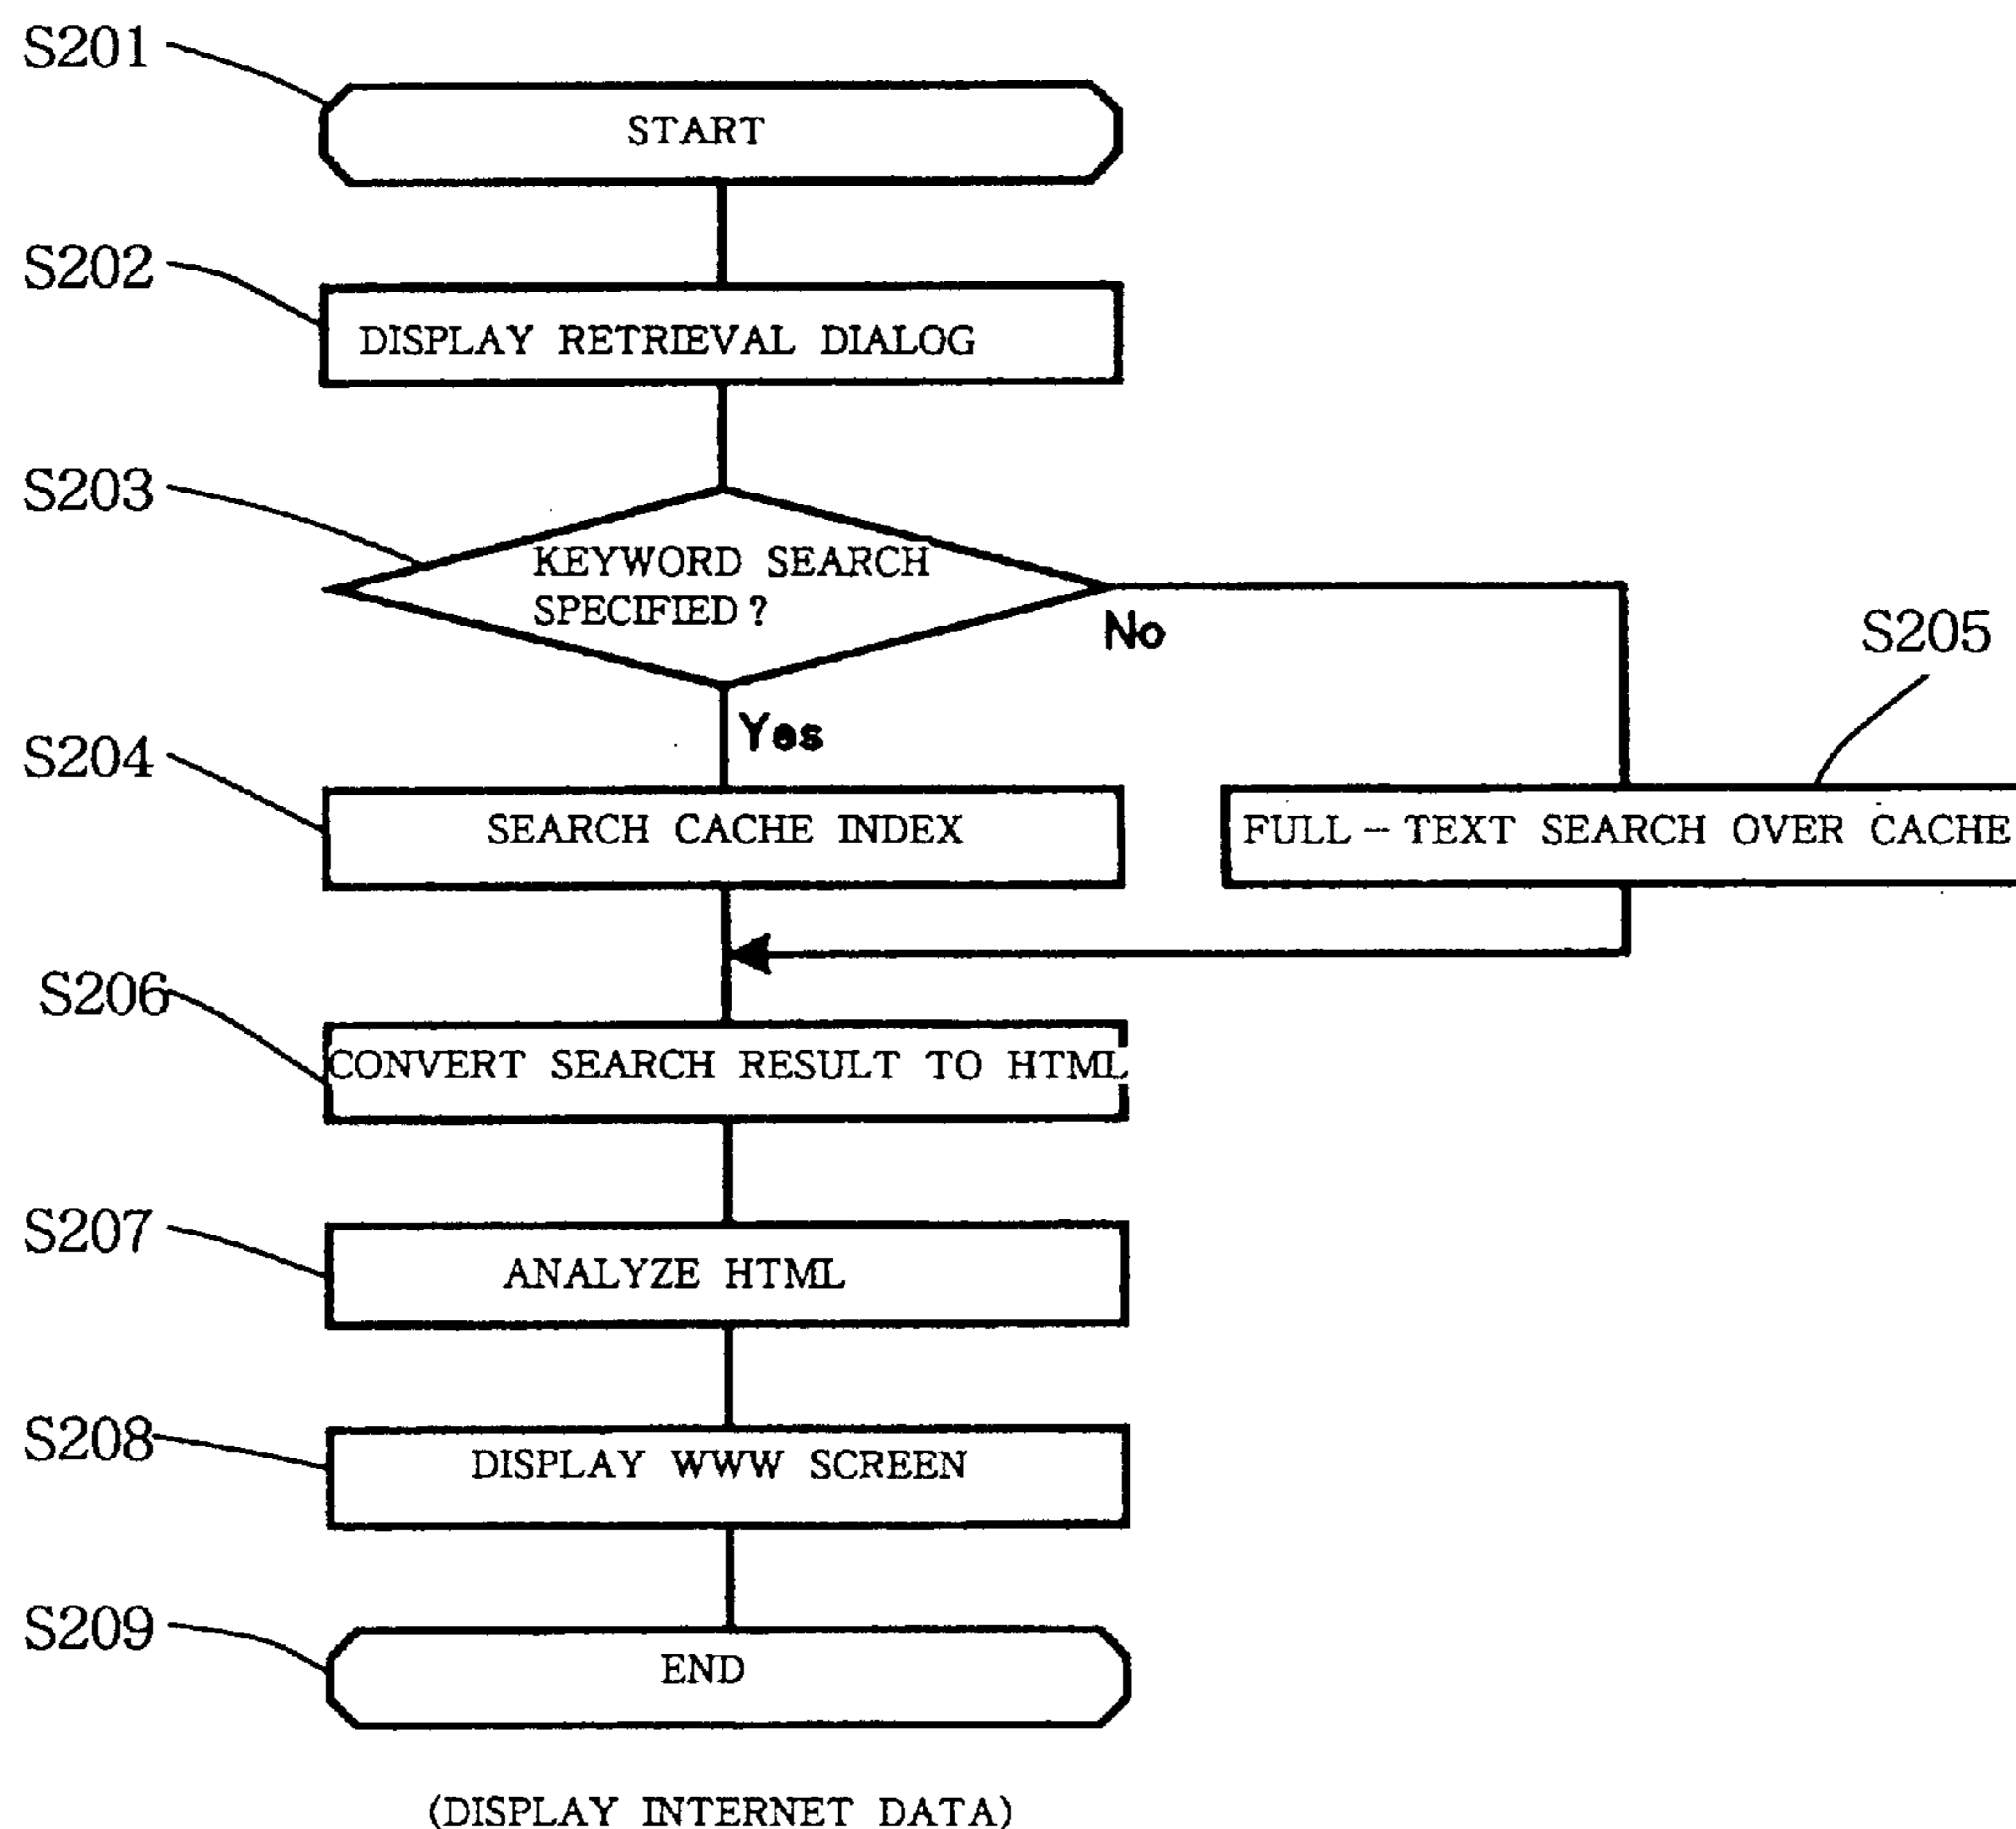 S201
START
S202
DISPLAY RETRIEVAL DIALOG
S203
KEYWORD SEARCH
SPECIFIED?
No
Yes
S204
SEARCH CACHE INDEX
S205
FULL-TEXT SEARCH OVER CACHE
S206
CONVERT SEARCH RESULT TO HTML
S207
ANALYZE HTML
S208
DISPLAY WWW SCREEN
S209
END
(DISPLAY INTERNET DATA)